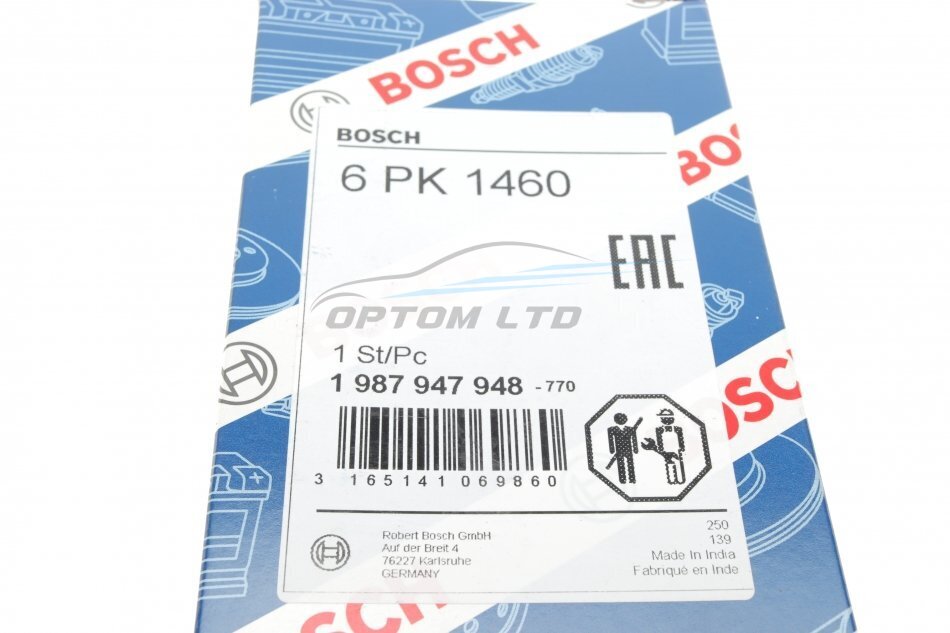 BOSCH
BOSCH
6 PK 1460
BOSCH
EAC
OPTOM LTD
1 St/Pc
1 987 947 948 - 770
3 165141 069860
Robert Bosch GmbH
Auf der Breit 4
76227 Karlsruhe
GERMANY
250
139
Made In India
Fabriqué en Inde